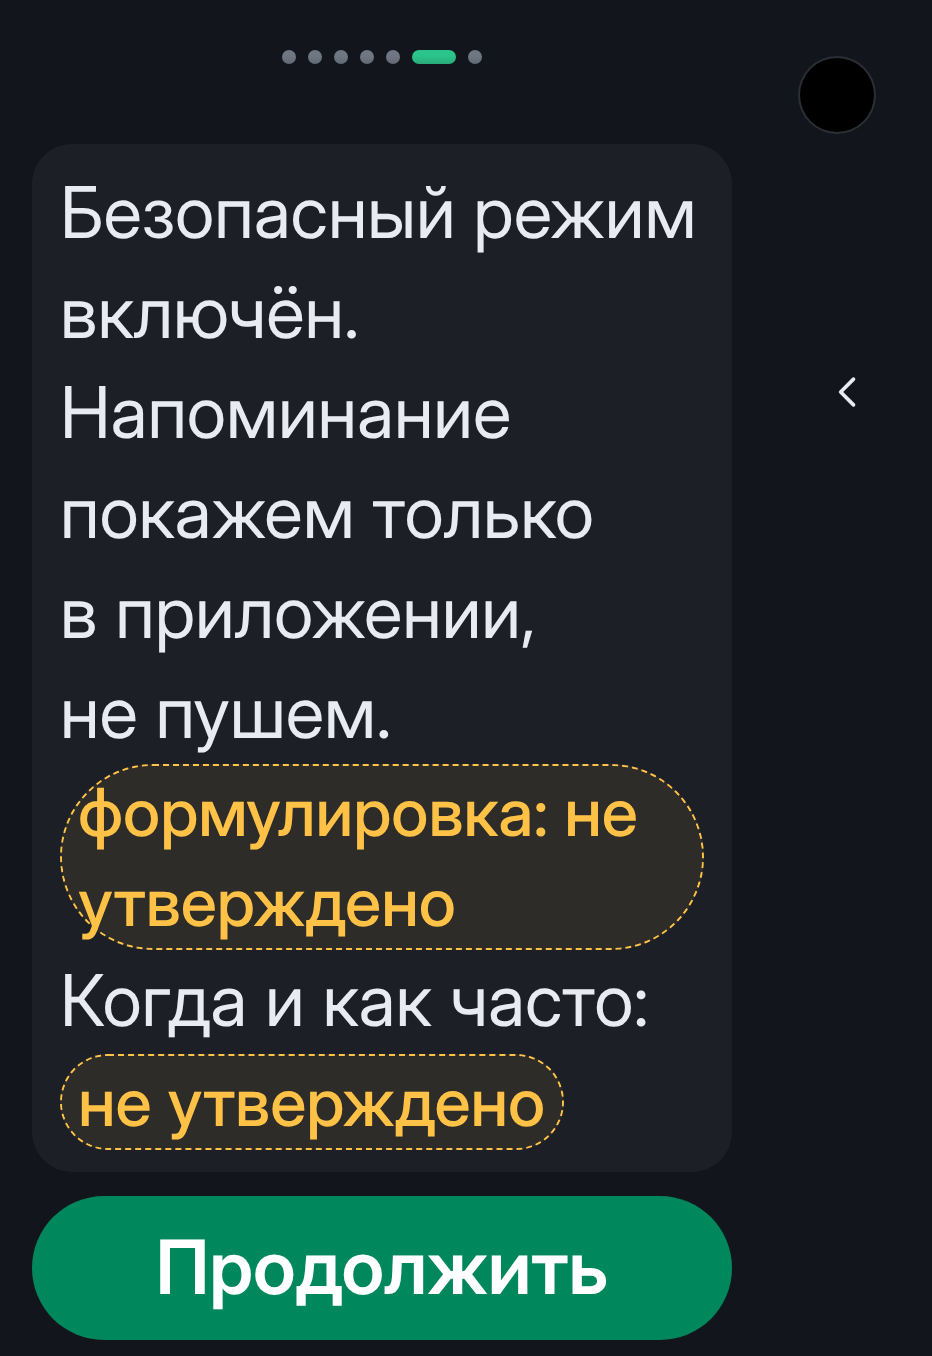 Безопасный режим
включён.
Напоминание
покажем только
в приложении,
не пушем.
формулировка: не
утверждено
Когда и как часто:
не утверждено
Продолжить